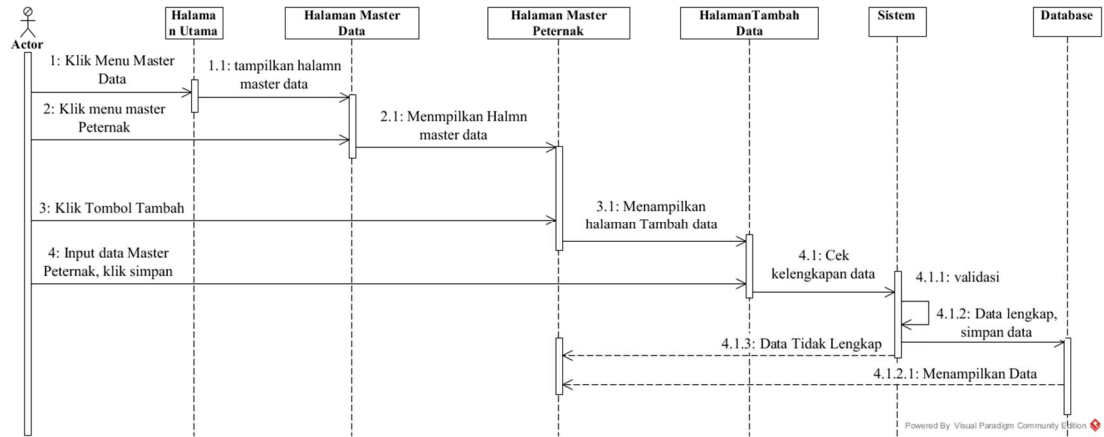 Actor
Halama
n Utama
Halaman Master
Data
Halaman Master
Peternak
HalamanTambah
Data
Sistem
Database
1: Klik Menu Master
Data
1.1: tampilkan halamn
master data
2: Klik menu master
Peternak
2.1: Menmpilkan Halmn
master data
3: Klik Tombol Tambah
3.1: Menampilkan
halaman Tambah data
4: Input data Master
Peternak, klik simpan
4.1: Cek
kelengkapan data
4.1.1: validasi
4.1.2: Data lengkap,
simpan data
4.1.3: Data Tidak Lengkap
4.1.2.1: Menampilkan Data
Powered By Visual Paradigm Community Edition